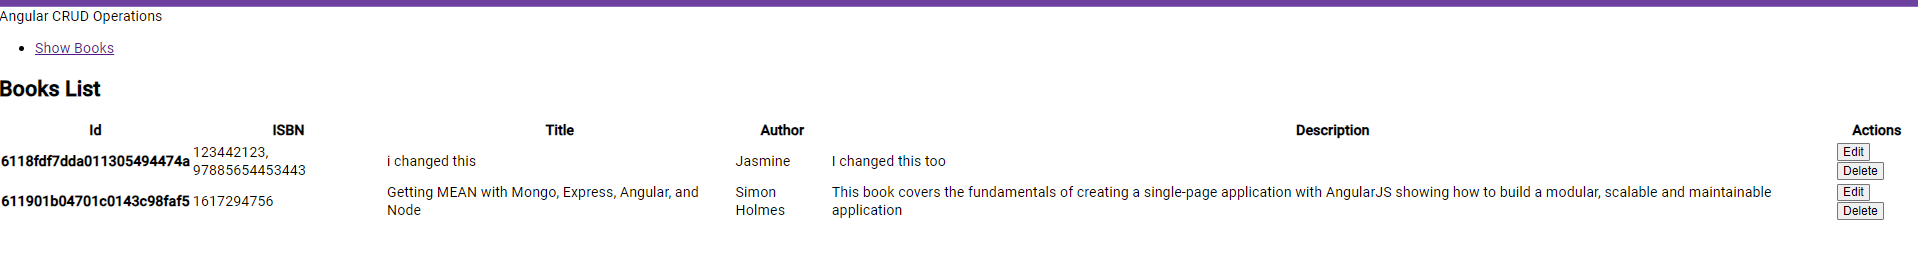 Angular CRUD Operations
Show Books
Books List
Id ISBN Title Author Description Actions
6118fdf7dda011305494474a 123442123, 97885654453443 i changed this Jasmine I changed this too Edit Delete
611901b04701c0143c98faf5 1617294756 Getting MEAN with Mongo, Express, Angular, and Node Simon Holmes This book covers the fundamentals of creating a single-page application with AngularJS showing how to build a modular, scalable and maintainable application Edit Delete